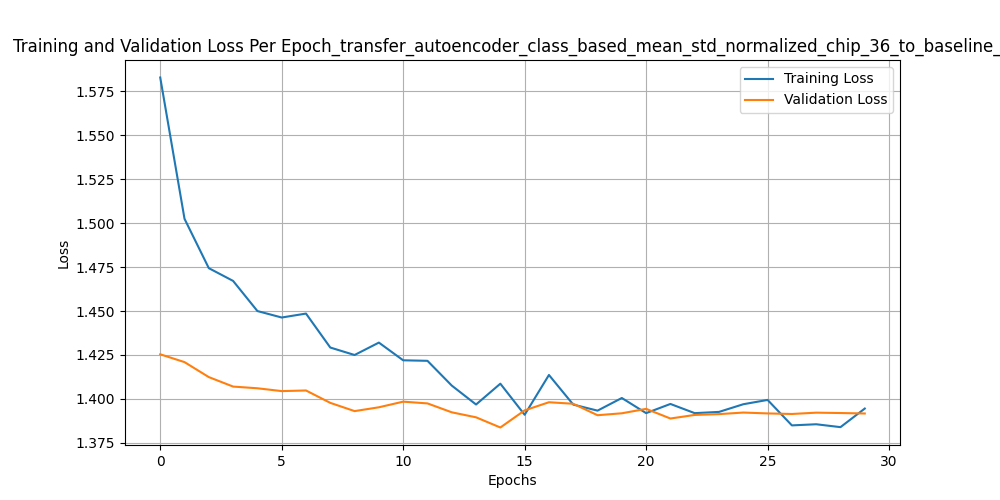 Training and Validation Loss Per Epoch_transfer_autoencoder_class_based_mean_std_normalized_chip_36_to_baseline_
Training Loss
Validation Loss
1.575
1.550
1.525
1.500
1.475
1.450
1.425
1.400
1.375
Loss
0 5 10 15 20 25 30
Epochs